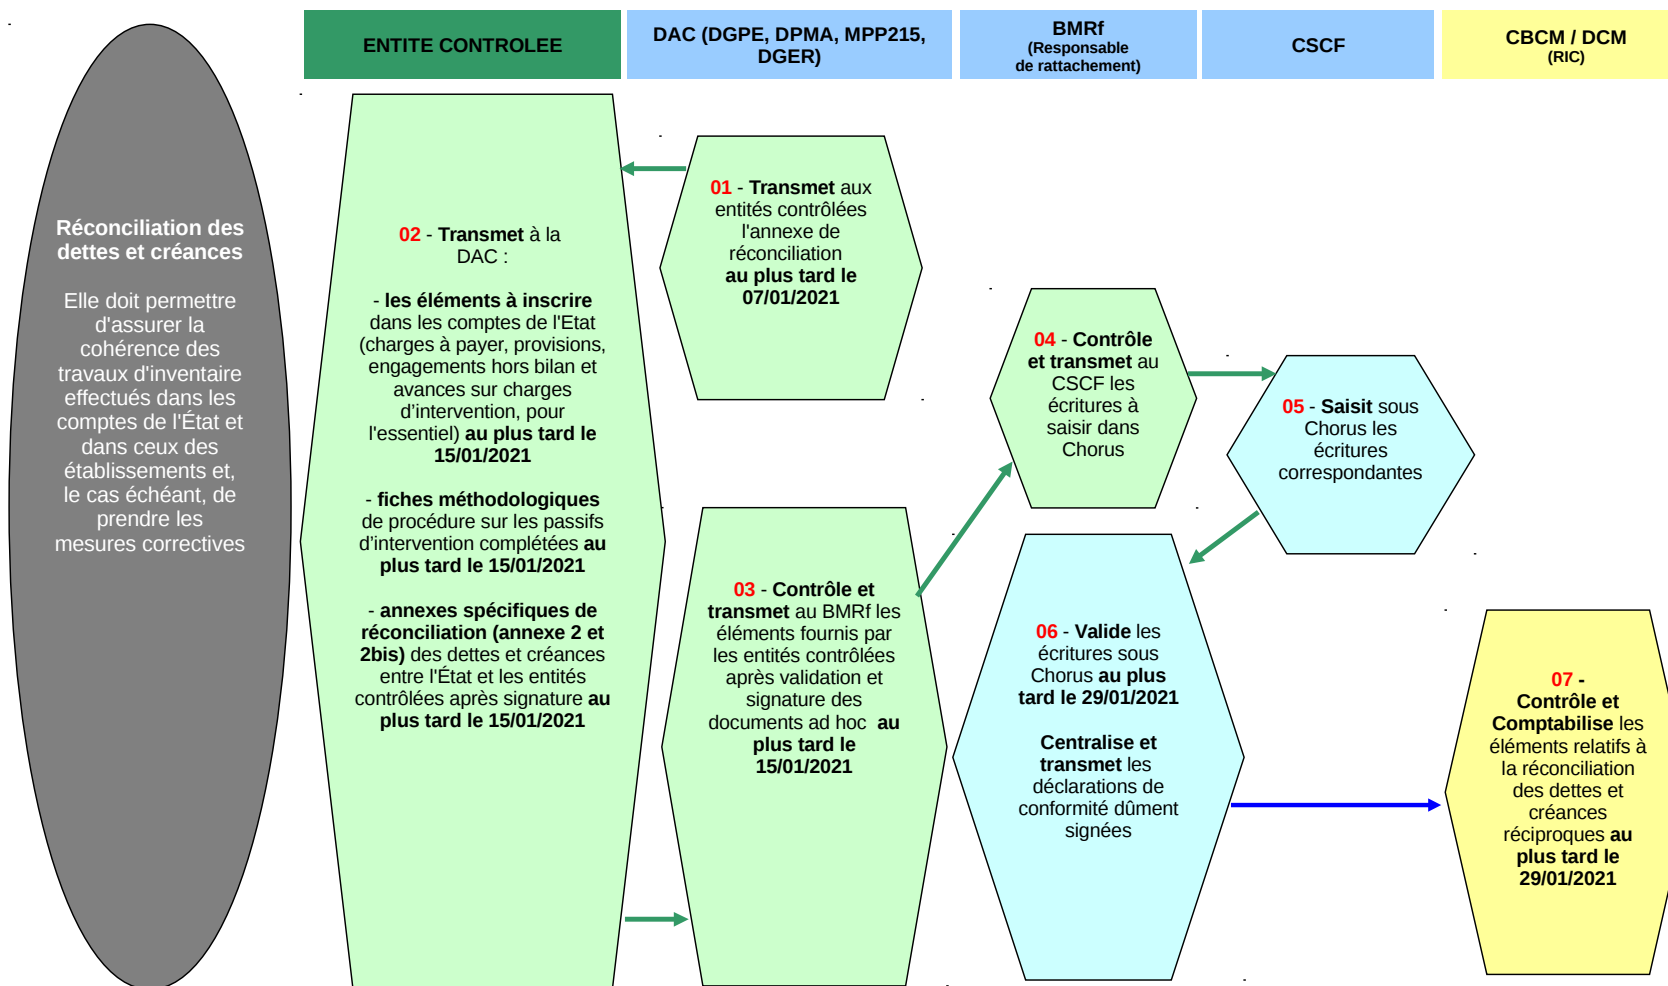 ENTITE CONTROLEE
DAC (DGPE, DPMA, MPP215,
DGER)
BMRf
(Responsable
de rattachement)
CSCF
CBCM / DCM
(RIC)
Réconciliation des
dettes et créances
Elle doit permettre
d'assurer la
cohérence des
travaux d'inventaire
effectués dans les
comptes de l'État et
dans ceux des
établissements et,
le cas échéant, de
prendre les
mesures correctives
02 - Transmet à la
DAC :
- les éléments à inscrire
dans les comptes de l'Etat
(charges à payer, provisions,
engagements hors bilan et
avances sur charges
d’intervention, pour
l'essentiel) au plus tard le
15/01/2021
- fiches méthodologiques
de procédure sur les passifs
d’intervention complétées au
plus tard le 15/01/2021
- annexes spécifiques de
réconciliation (annexe 2 et
2bis) des dettes et créances
entre l'État et les entités
contrôlées après signature au
plus tard le 15/01/2021
01 - Transmet aux
entités contrôlées
l'annexe de
réconciliation
au plus tard le
07/01/2021
03 - Contrôle et
transmet au BMRf les
éléments fournis par
les entités contrôlées
après validation et
signature des
documents ad hoc au
plus tard le
15/01/2021
04 - Contrôle
et transmet au
CSCF les
écritures à
saisir dans
Chorus
05 - Saisit sous
Chorus les
écritures
correspondantes
06 - Valide les
écritures sous
Chorus au plus
tard le 29/01/2021
Centralise et
transmet les
déclarations de
conformité dûment
signées
07 -
Contrôle et
Comptabilise les
éléments relatifs à
la réconciliation
des dettes et
créances
réciproques au
plus tard le
29/01/2021